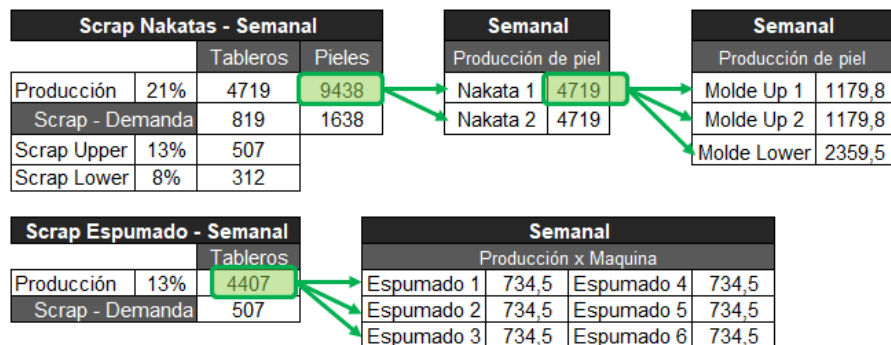 Scrap Nakatas - Semanal
Tableros Pieles
Producción 21% 4719 9438
Scrap - Demanda 819 1638
Scrap Upper 13% 507
Scrap Lower 8% 312
Semanal
Producción de piel
Nakata 1 4719
Nakata 2 4719
Semanal
Producción de piel
Molde Up 1 1179,8
Molde Up 2 1179,8
Molde Lower 2359,5
Scrap Espumado - Semanal
Tableros
Producción 13% 4407
Scrap - Demanda 507
Semanal
Producción x Maquina
Espumado 1 734,5 Espumado 4 734,5
Espumado 2 734,5 Espumado 5 734,5
Espumado 3 734,5 Espumado 6 734,5